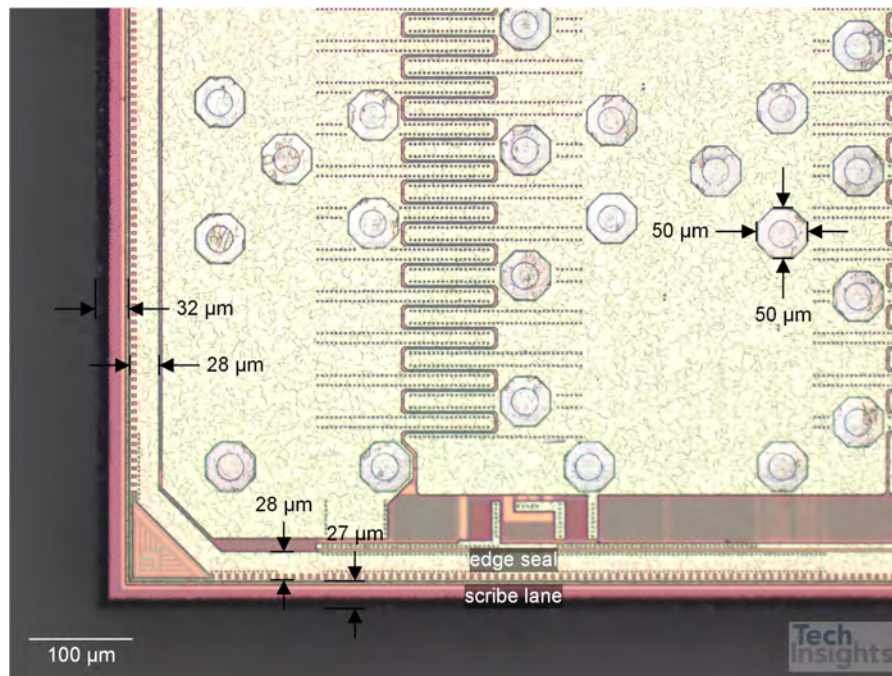 50 µm
50 µm
32 µm
28 µm
28 µm
27 µm
edge seal
scribe lane
100 µm
Tech
Insights